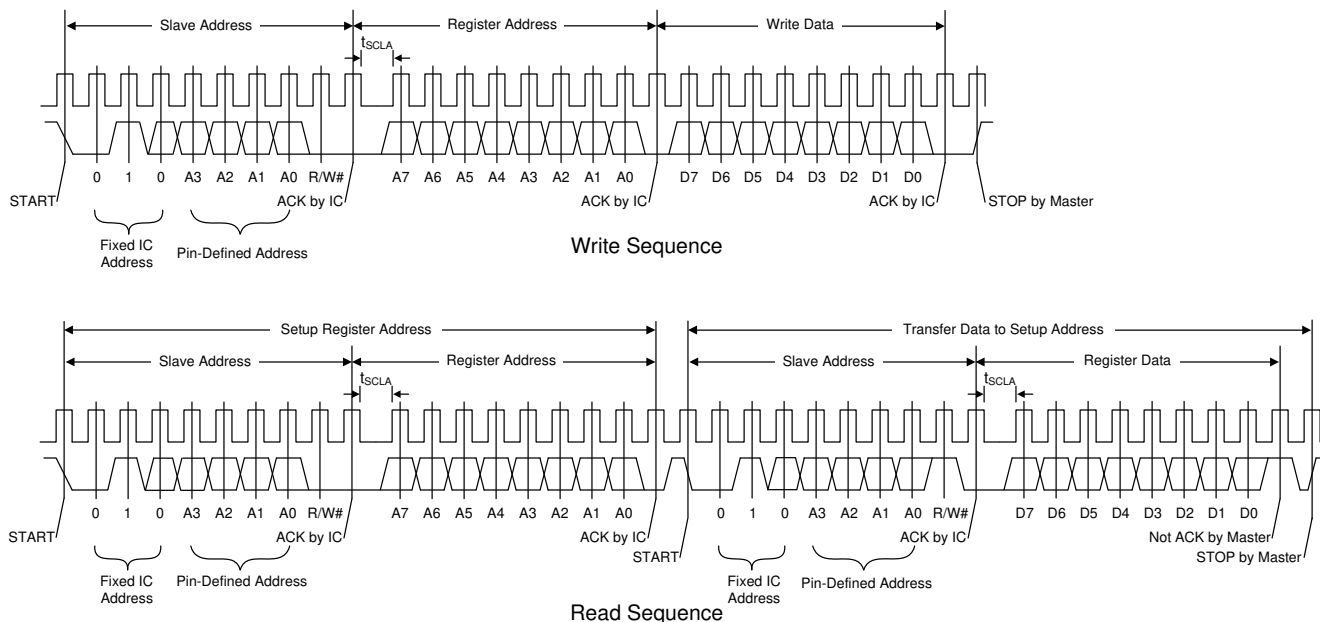 Slave Address Register Address Write Data
tSCLA
0 1 0 A3 A2 A1 A0 R/W# A7 A6 A5 A4 A3 A2 A1 A0 D7 D6 D5 D4 D3 D2 D1 D0
START ACK by IC ACK by IC ACK by IC STOP by Master
Fixed IC
Address
Pin-Defined Address
Write Sequence
Setup Register Address Transfer Data to Setup Address
Slave Address Register Address Slave Address Register Data
tSCLA tSCLA
0 1 0 A3 A2 A1 A0 R/W# A7 A6 A5 A4 A3 A2 A1 A0 0 1 0 A3 A2 A1 A0 R/W# D7 D6 D5 D4 D3 D2 D1 D0
START ACK by IC ACK by IC ACK by IC Not ACK by Master
START STOP by Master
Fixed IC
Address
Pin-Defined Address
Fixed IC
Address
Pin-Defined Address
Read Sequence